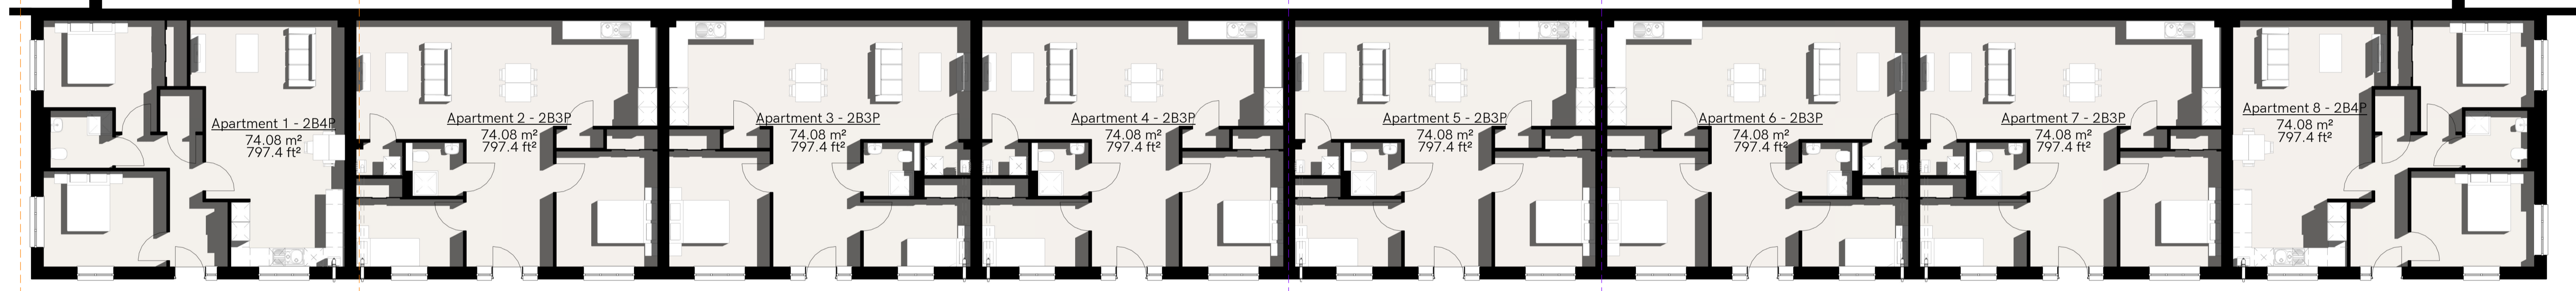 Apartment 1 - 2B4P
74.08 m²
797.4 ft²
Apartment 2 - 2B3P
74.08 m²
797.4 ft²
Apartment 3 - 2B3P
74.08 m²
797.4 ft²
Apartment 4 - 2B3P
74.08 m²
797.4 ft²
Apartment 5 - 2B3P
74.08 m²
797.4 ft²
Apartment 6 - 2B3P
74.08 m²
797.4 ft²
Apartment 7 - 2B3P
74.08 m²
797.4 ft²
Apartment 8 - 2B4P
74.08 m²
797.4 ft²